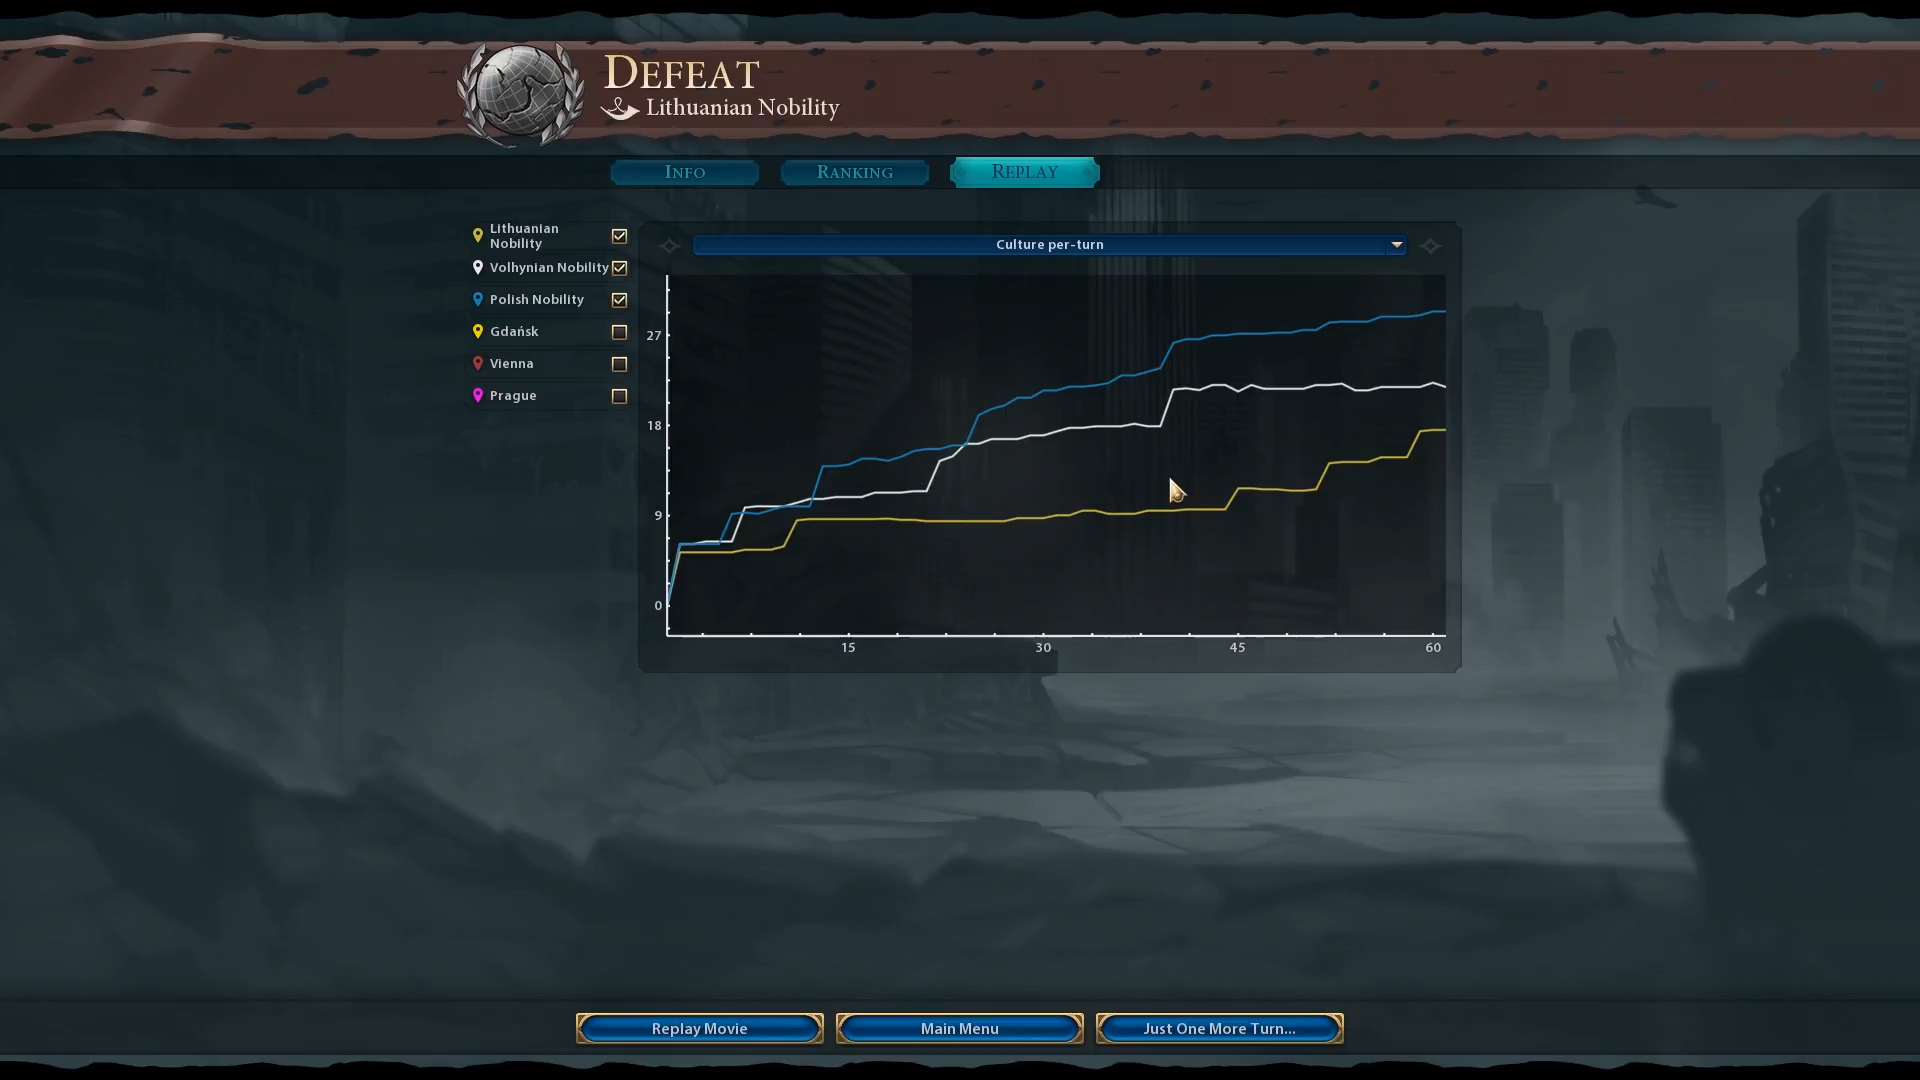 DEFEAT
Lithuanian Nobility
INFO
RANKING
REPLAY
Lithuanian
Nobility
Volhynian Nobility
Polish Nobility
Gdańsk
Vienna
Prague
Culture per-turn
27
18
9
0
15
30
45
60
Replay Movie
Main Menu
Just One More Turn...